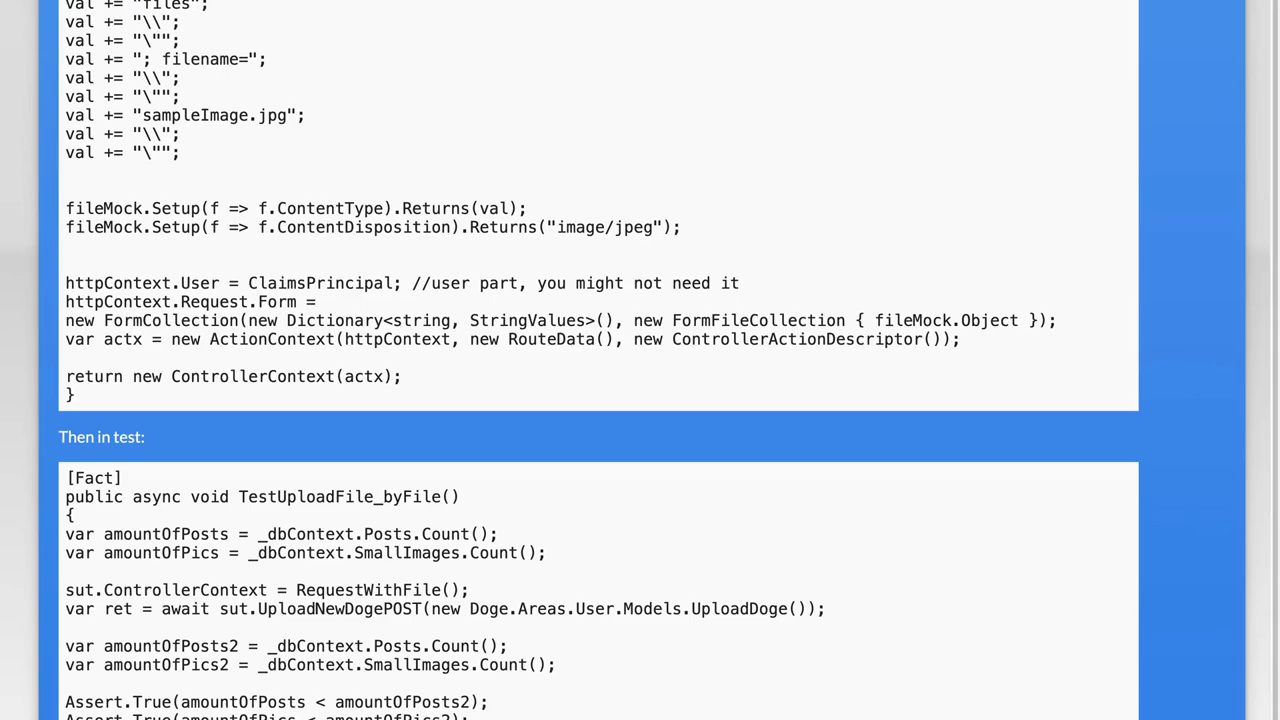 val += "files";
val += "\\";
val += "\"";
val += "; filename=";
val += "\\";
val += "\"";
val += "sampleImage.jpg";
val += "\\";
val += "\"";
fileMock.Setup(f => f.ContentType).Returns(val);
fileMock.Setup(f => f.ContentDisposition).Returns("image/jpeg");
httpContext.User = ClaimsPrincipal; //user part, you might not need it
httpContext.Request.Form =
new FormCollection(new Dictionary<string, StringValues>(), new FormFileCollection { fileMock.Object });
var actx = new ActionContext(httpContext, new RouteData(), new ControllerActionDescriptor());
return new ControllerContext(actx);
}
Then in test:
[Fact]
public async void TestUploadFile_byFile()
{
var amountOfPosts = _dbContext.Posts.Count();
var amountOfPics = _dbContext.SmallImages.Count();
sut.ControllerContext = RequestWithFile();
var ret = await sut.UploadNewDogePOST(new Doge.Areas.User.Models.UploadDoge());
var amountOfPosts2 = _dbContext.Posts.Count();
var amountOfPics2 = _dbContext.SmallImages.Count();
Assert.True(amountOfPosts < amountOfPosts2);
Assert.True(amountOfPics < amountOfPics2);